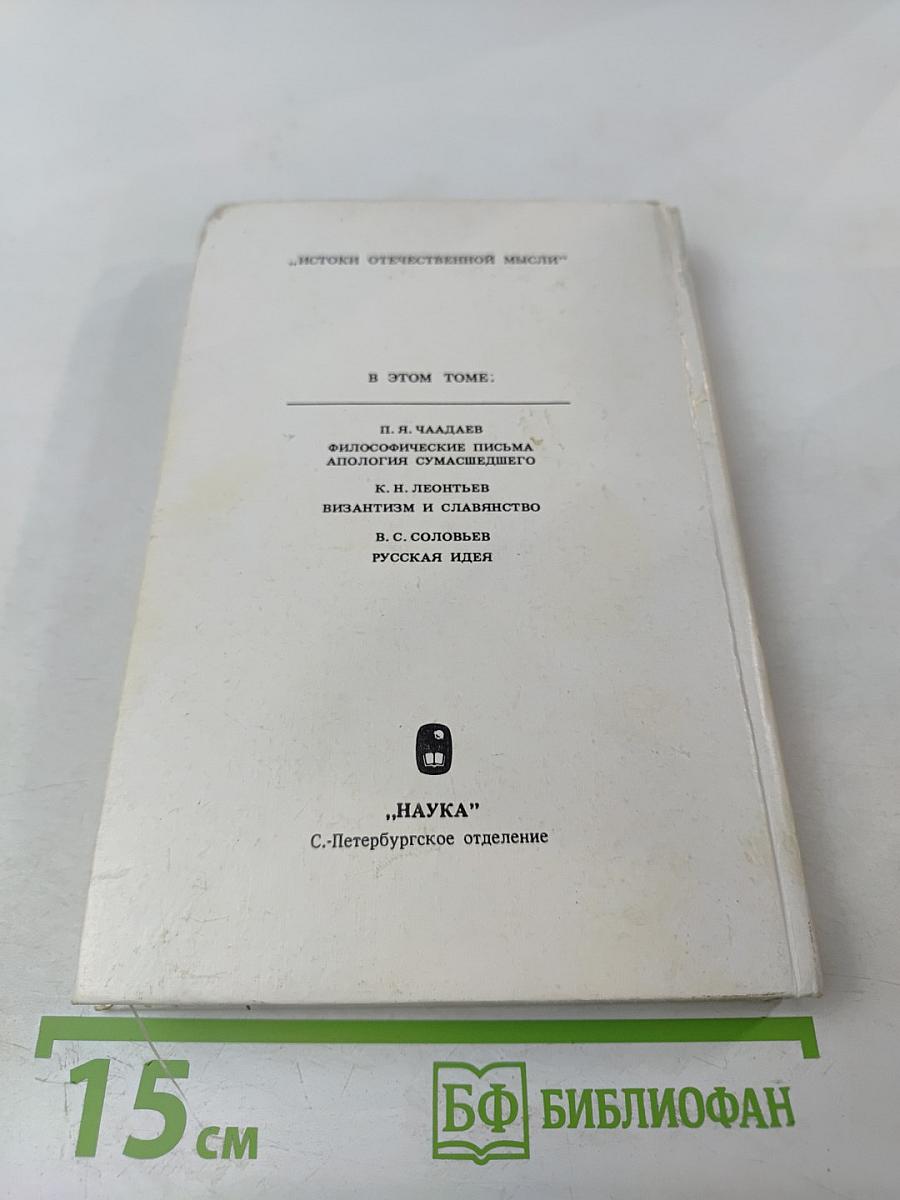 „ИСТОКИ ОТЕЧЕСТВЕННОЙ МЫСЛИ“
В ЭТОМ ТОМЕ:
П. Я. ЧААДАЕВ
ФИЛОСОФИЧЕСКИЕ ПИСЬМА
АПОЛОГИЯ СУМАСШЕДШЕГО
К. Н. ЛЕОНТЬЕВ
ВИЗАНТИЗМ И СЛАВЯНСТВО
В. С. СОЛОВЬЕВ
РУССКАЯ ИДЕЯ
„НАУКА”
С.-Петербургское отделение
15 см
БФ БИБЛИОФАН